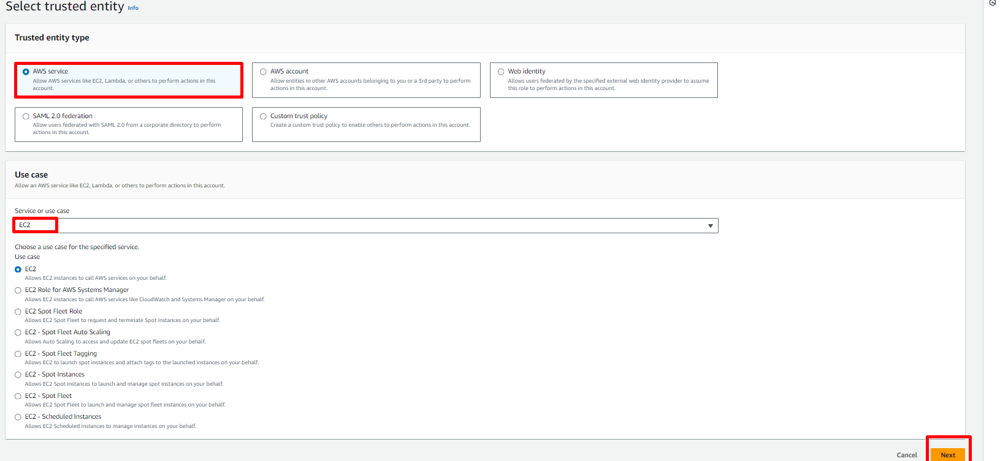 Select trusted entity Info
Trusted entity type
AWS service
Allow AWS services like EC2, Lambda, or others to perform actions in this
account.
AWS account
Allow entities in other AWS accounts belonging to you or a 3rd party to perform
actions in this account.
Web identity
Allows users federated by the specified external web identity provider to assume
this role to perform actions in this account.
SAML 2.0 federation
Allow users federated with SAML 2.0 from a corporate directory to perform
actions in this account.
Custom trust policy
Create a custom trust policy to enable others to perform actions in this account.
Use case
Allow an AWS service like EC2, Lambda, or others to perform actions in this account.
Service or use case
EC2
Choose a use case for the specified service.
Use case
EC2
Allows EC2 instances to call AWS services on your behalf.
EC2 Role for AWS Systems Manager
Allows EC2 instances to call AWS services like CloudWatch and Systems Manager on your behalf.
EC2 Spot Fleet Role
Allows EC2 Spot Fleet to request and terminate Spot Instances on your behalf.
EC2 - Spot Fleet Auto Scaling
Allows Auto Scaling to access and update EC2 spot fleets on your behalf.
EC2 - Spot Fleet Tagging
Allows EC2 to launch spot instances and attach tags to the launched instances on your behalf.
EC2 - Spot Instances
Allows EC2 Spot Instances to launch and manage spot instances on your behalf.
EC2 - Spot Fleet
Allows EC2 Spot Fleet to launch and manage spot fleet instances on your behalf.
EC2 - Scheduled Instances
Allows EC2 Scheduled Instances to manage instances on your behalf.
Cancel
Next